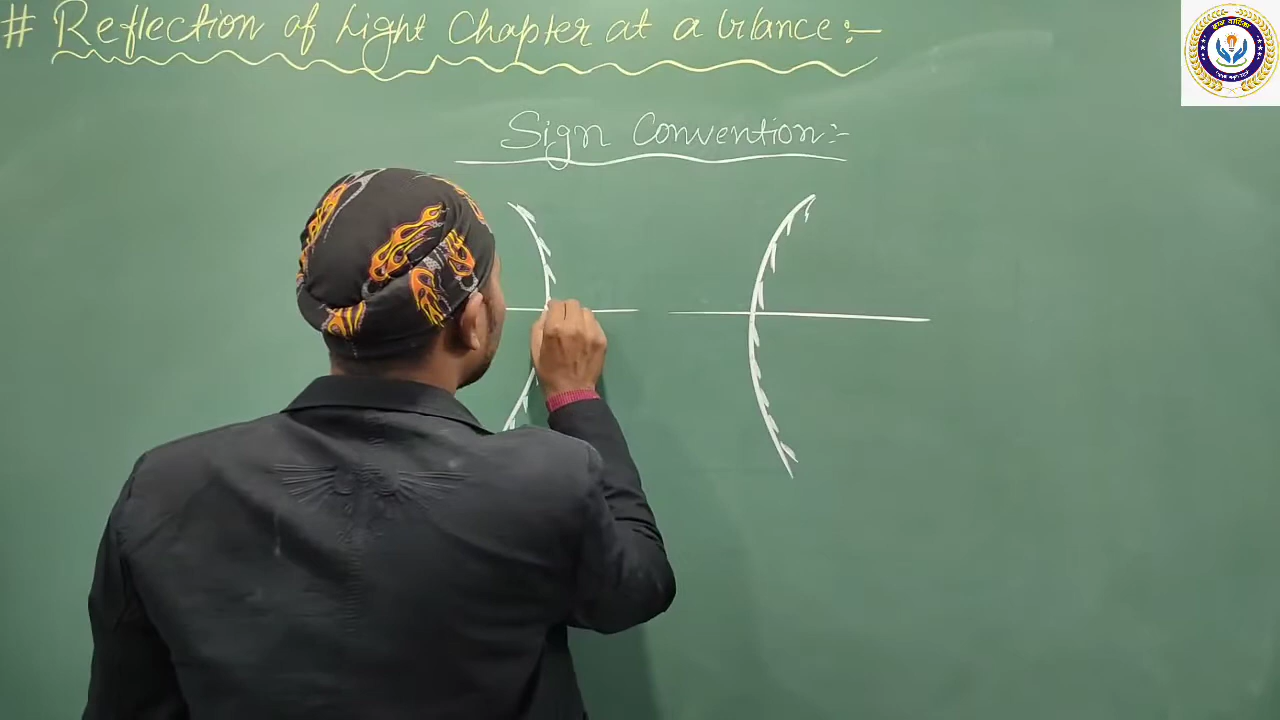 # Reflection of Light Chapter at a Glance :-
Sign Convention :-